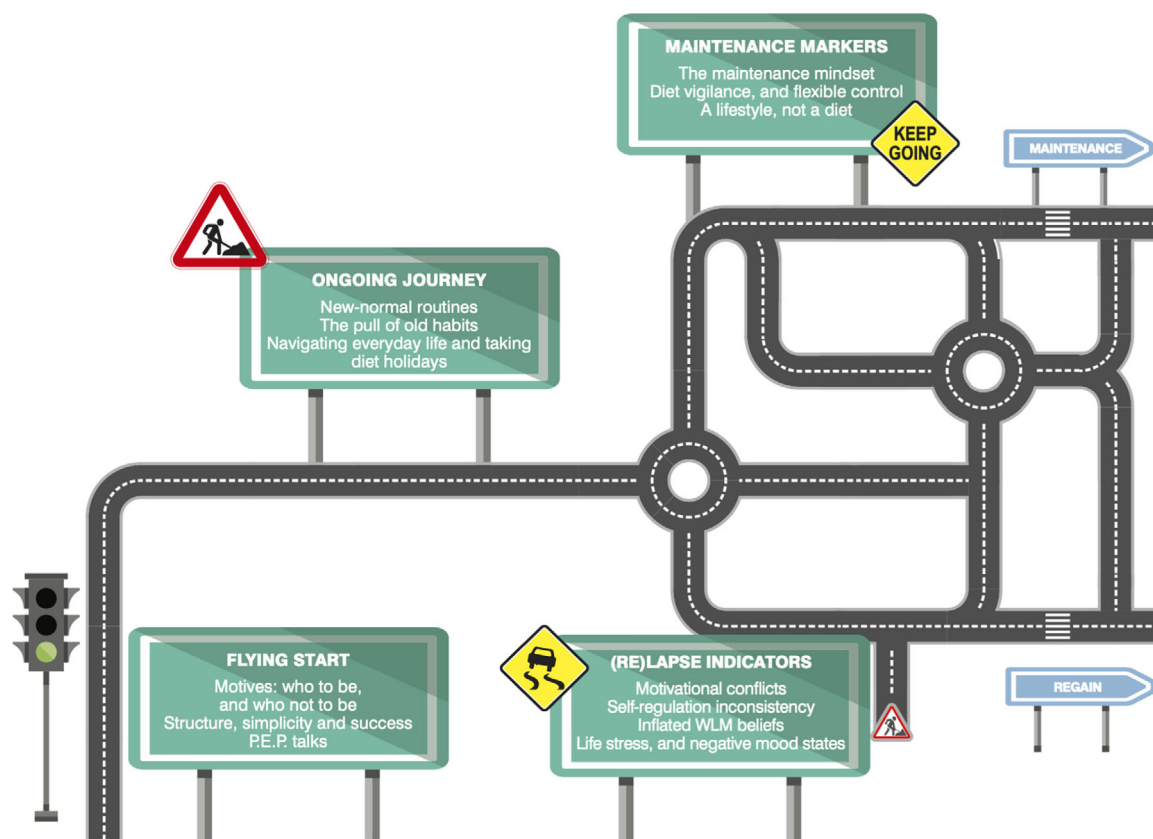 MAINTENANCE MARKERS
The maintenance mindset
Diet vigilance, and flexible control
A lifestyle, not a diet
KEEP
GOING
MAINTENANCE
ONGOING JOURNEY
New-normal routines
The pull of old habits
Navigating everyday life and taking
diet holidays
FLYING START
Motives: who to be,
and who not to be
Structure, simplicity and success
P.E.P. talks
(RE)LAPSE INDICATORS
Motivational conflicts
Self-regulation inconsistency
Inflated WLM beliefs
Life stress, and negative mood states
REGAIN